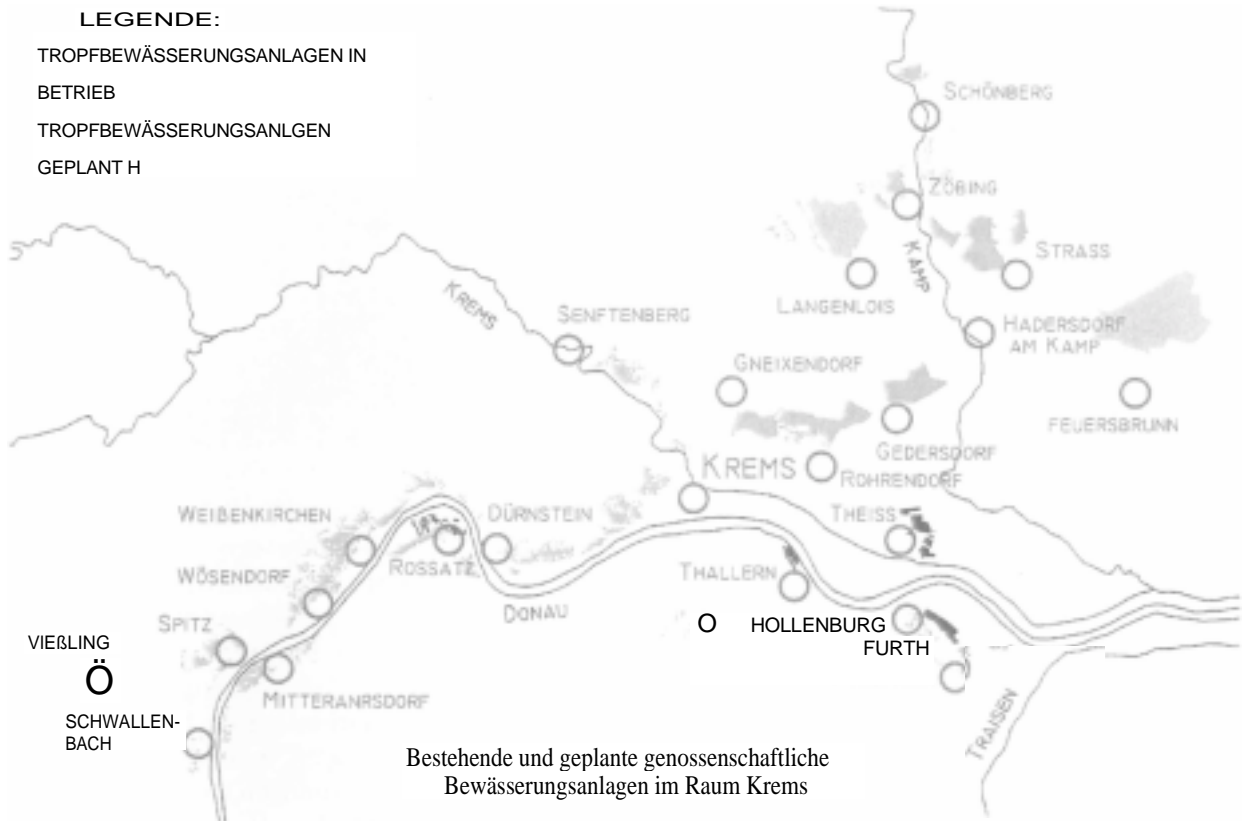 LEGENDE:
TROPFBEWÄSSERUNGSANLAGEN IN
BETRIEB
TROPFBEWÄSSERUNGSANLGEN
GEPLANT H
SCHÖNBERG
ZÖBING
KAMP
STRASS
LANGENLOIS
HADERSDORF
AM KAMP
KREMS
SENFTENBERG
GNEIXENDORF
FEUERSBRUNN
GEDERSDORF
KREMS
ROHRENDORF
WEIßENKIRCHEN
DÜRNSTEIN
THEISS
WÖSENDORF
ROSSATZ
THALLERN
DONAU
SPITZ
O HOLLENBURG
FURTH
VIEßLING
Ö
MITTERANRSDORF
SCHWALLEN-
BACH
TRAISEN
Bestehende und geplante genossenschaftliche
Bewässerungsanlagen im Raum Krems